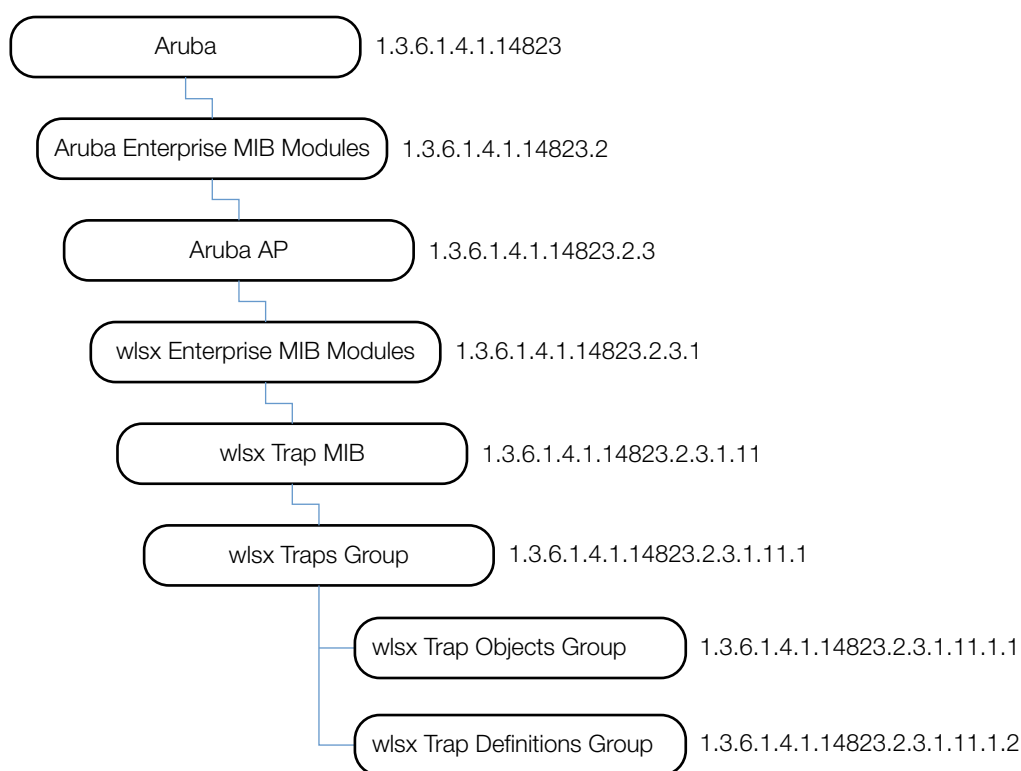 Aruba 1.3.6.1.4.1.14823
Aruba Enterprise MIB Modules 1.3.6.1.4.1.14823.2
Aruba AP 1.3.6.1.4.1.14823.2.3
wlsx Enterprise MIB Modules 1.3.6.1.4.1.14823.2.3.1
wlsx Trap MIB 1.3.6.1.4.1.14823.2.3.1.11
wlsx Traps Group 1.3.6.1.4.1.14823.2.3.1.11.1
wlsx Trap Objects Group 1.3.6.1.4.1.14823.2.3.1.11.1.1
wlsx Trap Definitions Group 1.3.6.1.4.1.14823.2.3.1.11.1.2